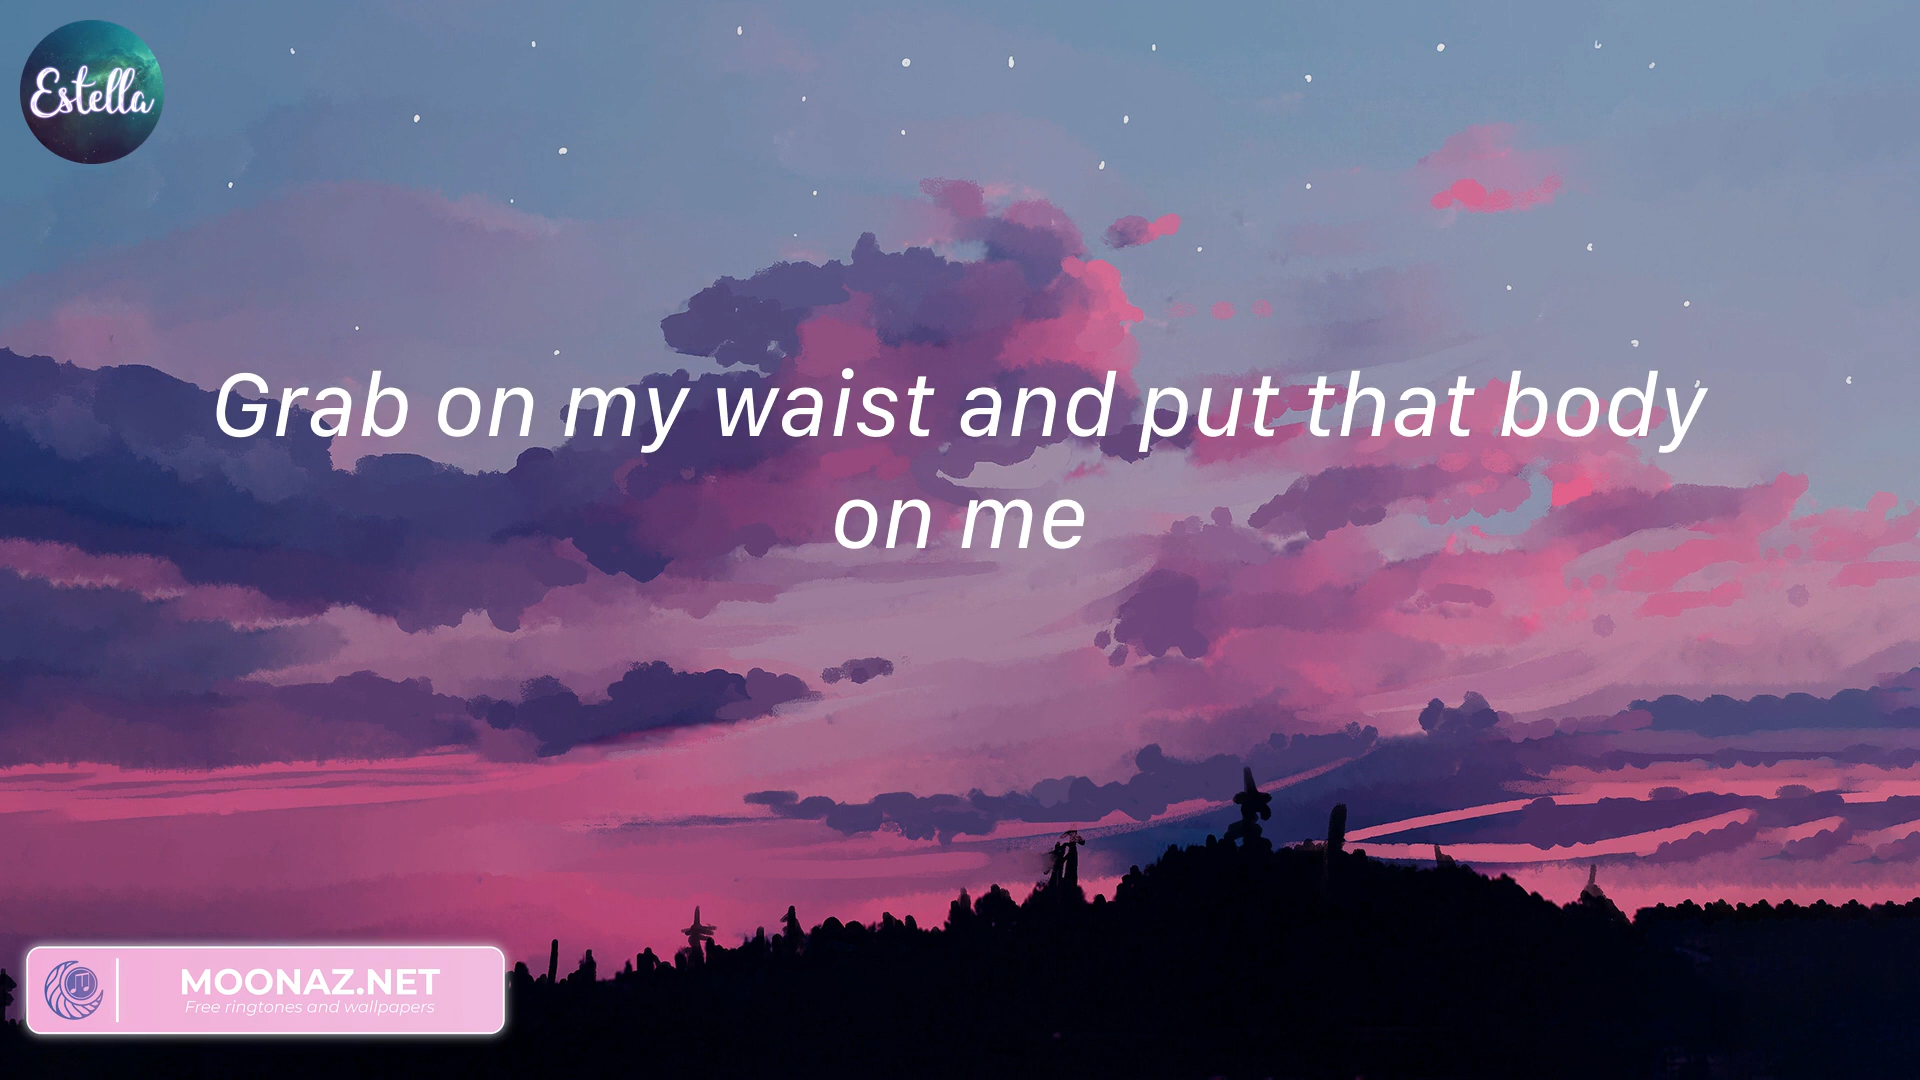 Estella
Grab on my waist and put that body
on me
MOONAZ.NET
Free ringtones and wallpapers